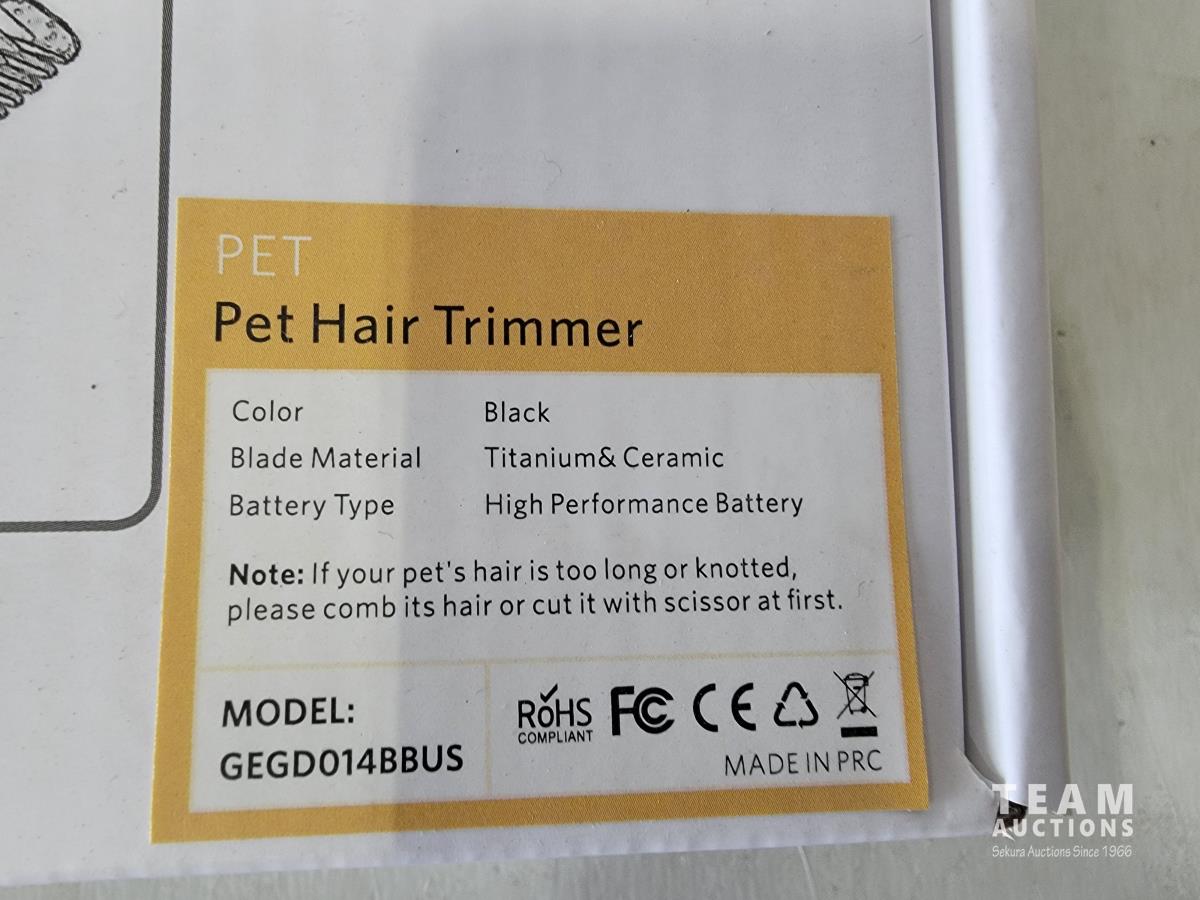 PET
Pet Hair Trimmer
Color Black
Blade Material Titanium& Ceramic
Battery Type High Performance Battery
Note: If your pet's hair is too long or knotted,
please comb its hair or cut it with scissor at first.
MODEL:
GEGD014BBUS
RoHS
COMPLIANT
FC CE
MADE IN PRC
TEAM
AUCTIONS
Sekura Auctions Since 1966